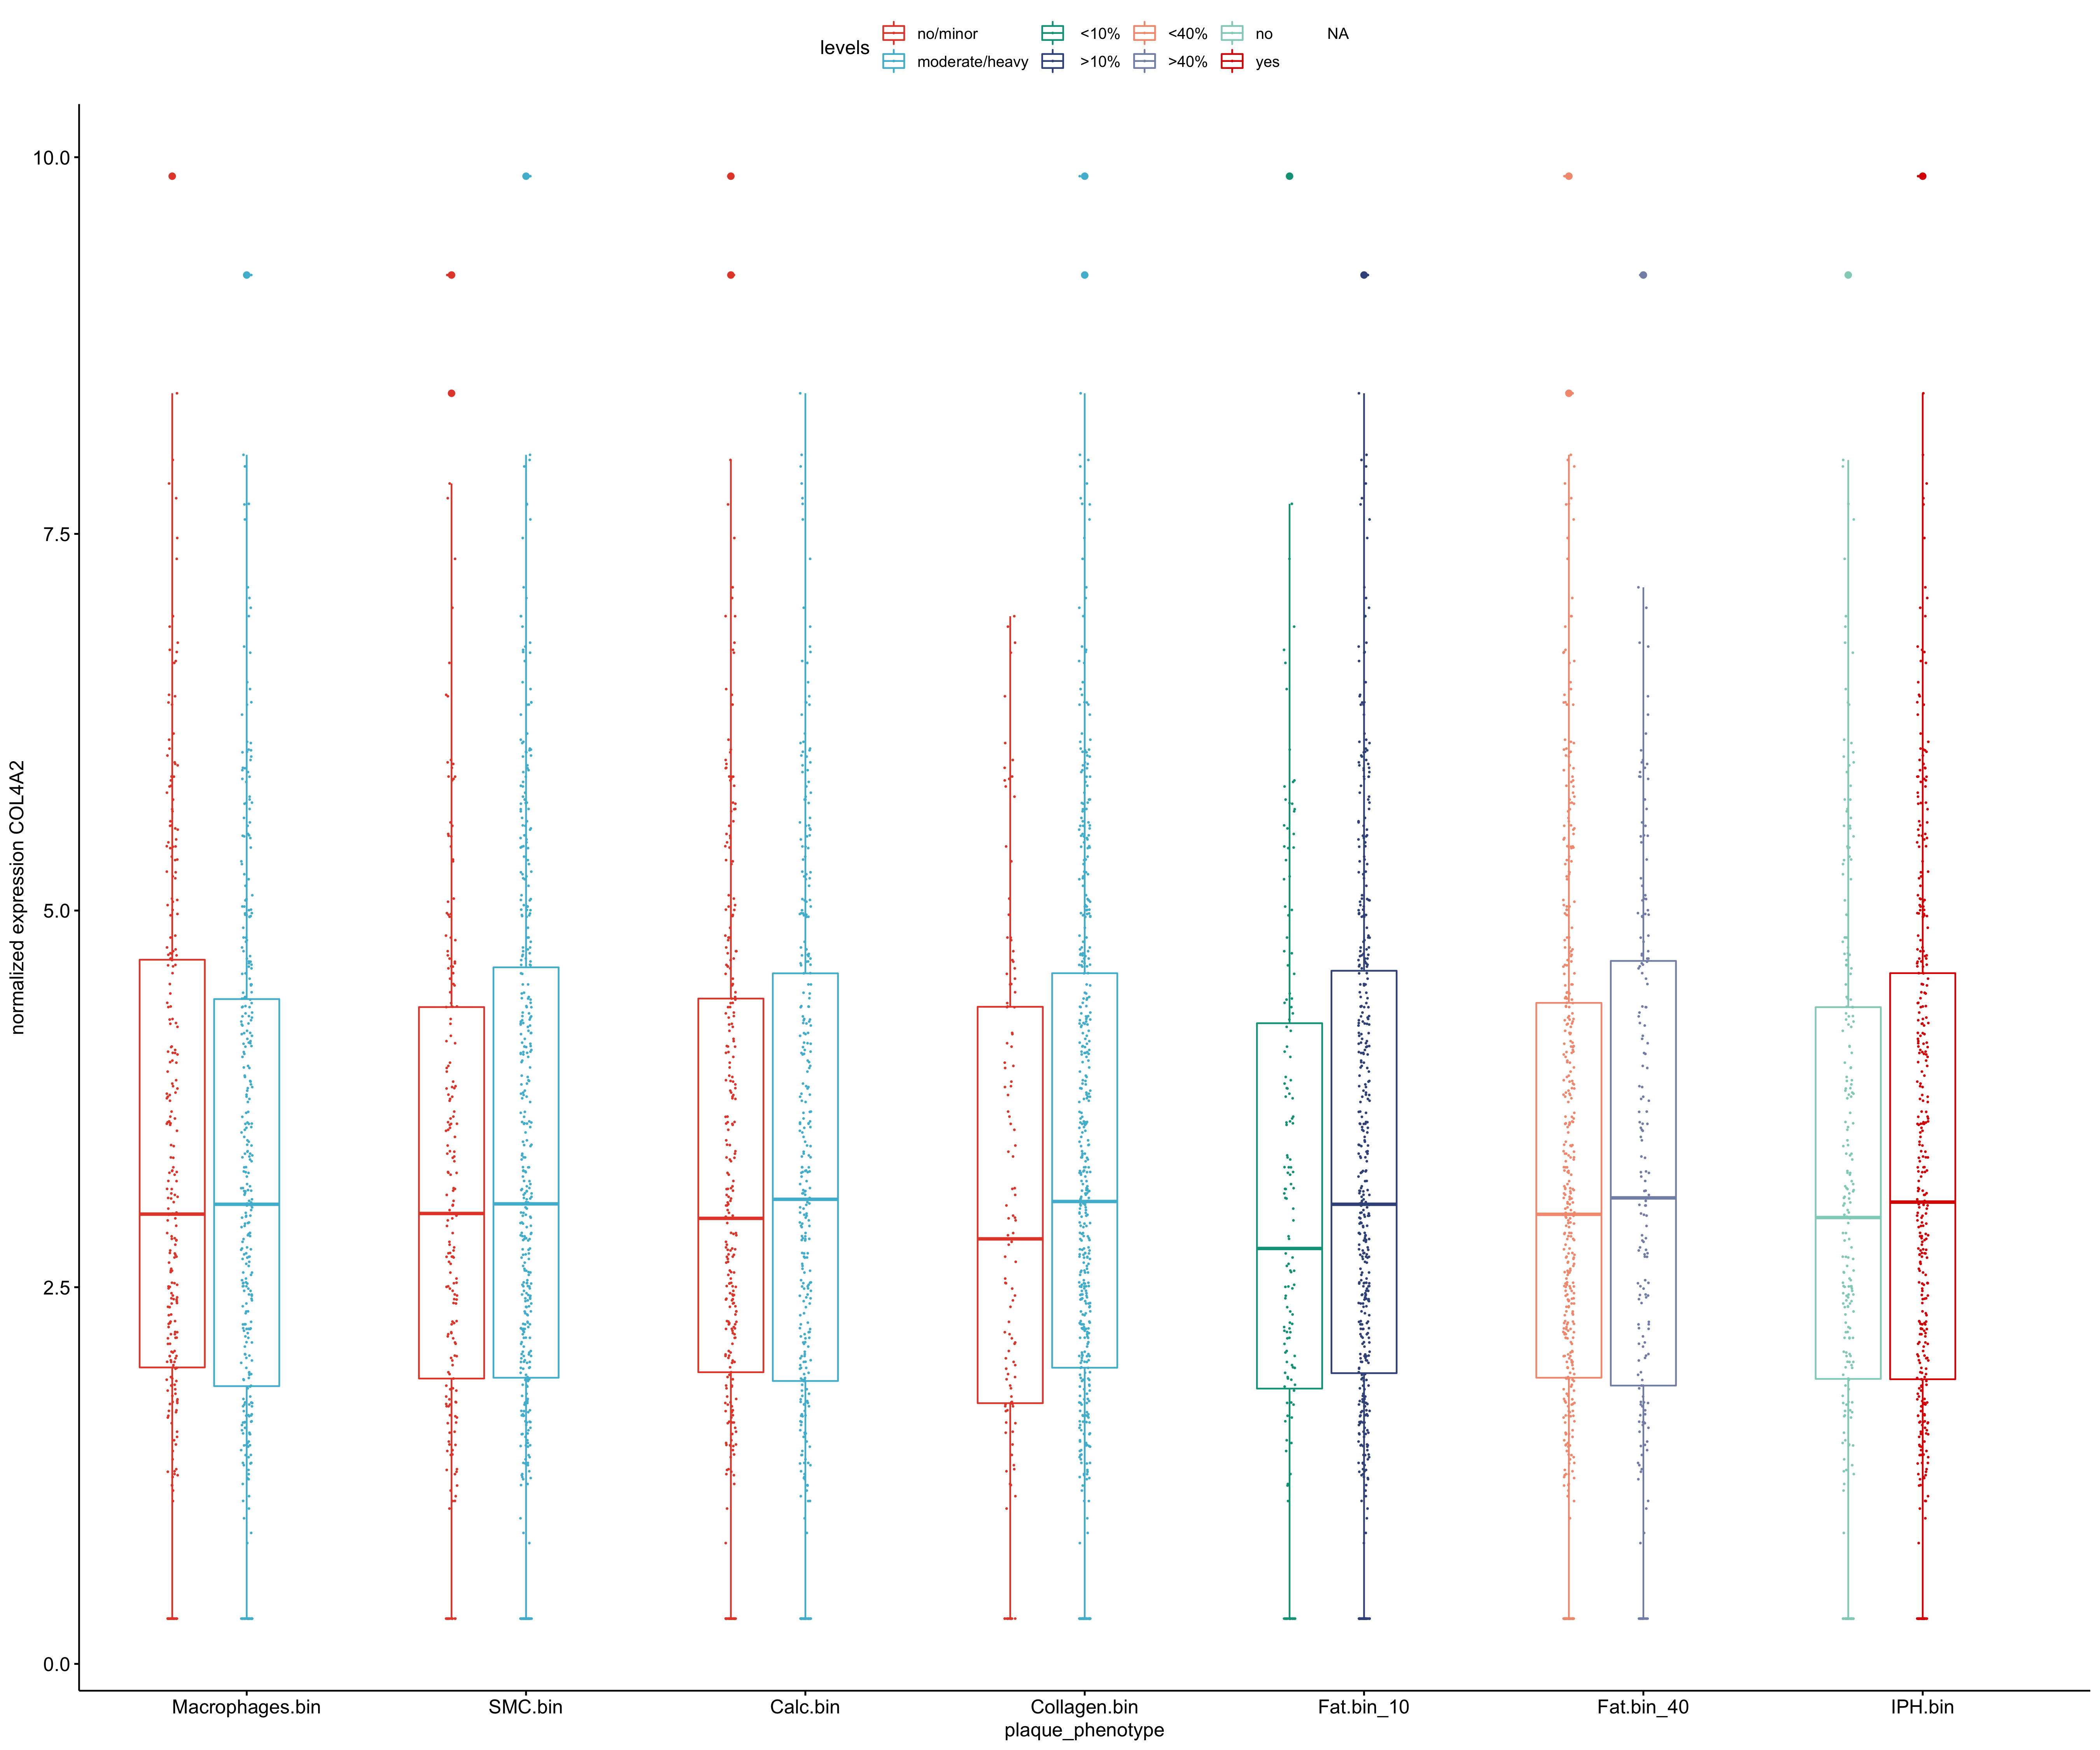 levels no/minor <10% <40% no NA
moderate/heavy >10% >40% yes
normalized expression COL4A2
10.0
7.5
5.0
2.5
0.0
Macrophages.bin SMC.bin Calc.bin Collagen.bin Fat.bin_10 Fat.bin_40 IPH.bin
plaque_phenotype